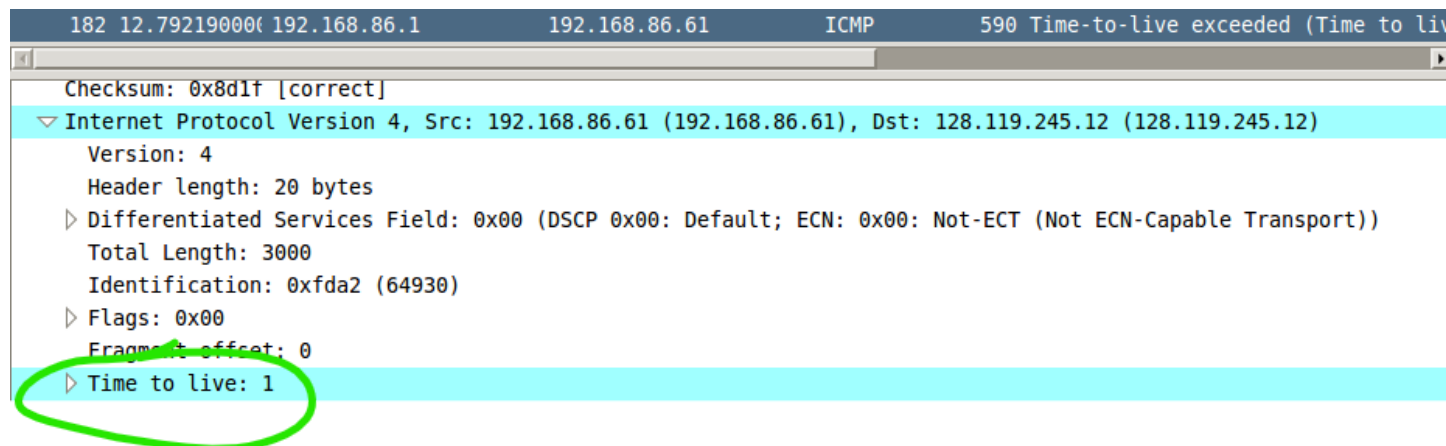 182 12.792190000 192.168.86.1 192.168.86.61 ICMP 590 Time-to-live exceeded (Time to liv
Checksum: 0x8d1f [correct]
Internet Protocol Version 4, Src: 192.168.86.61 (192.168.86.61), Dst: 128.119.245.12 (128.119.245.12)
Version: 4
Header length: 20 bytes
Differentiated Services Field: 0x00 (DSCP 0x00: Default; ECN: 0x00: Not-ECT (Not ECN-Capable Transport))
Total Length: 3000
Identification: 0xfda2 (64930)
Flags: 0x00
Fragment offset: 0
Time to live: 1